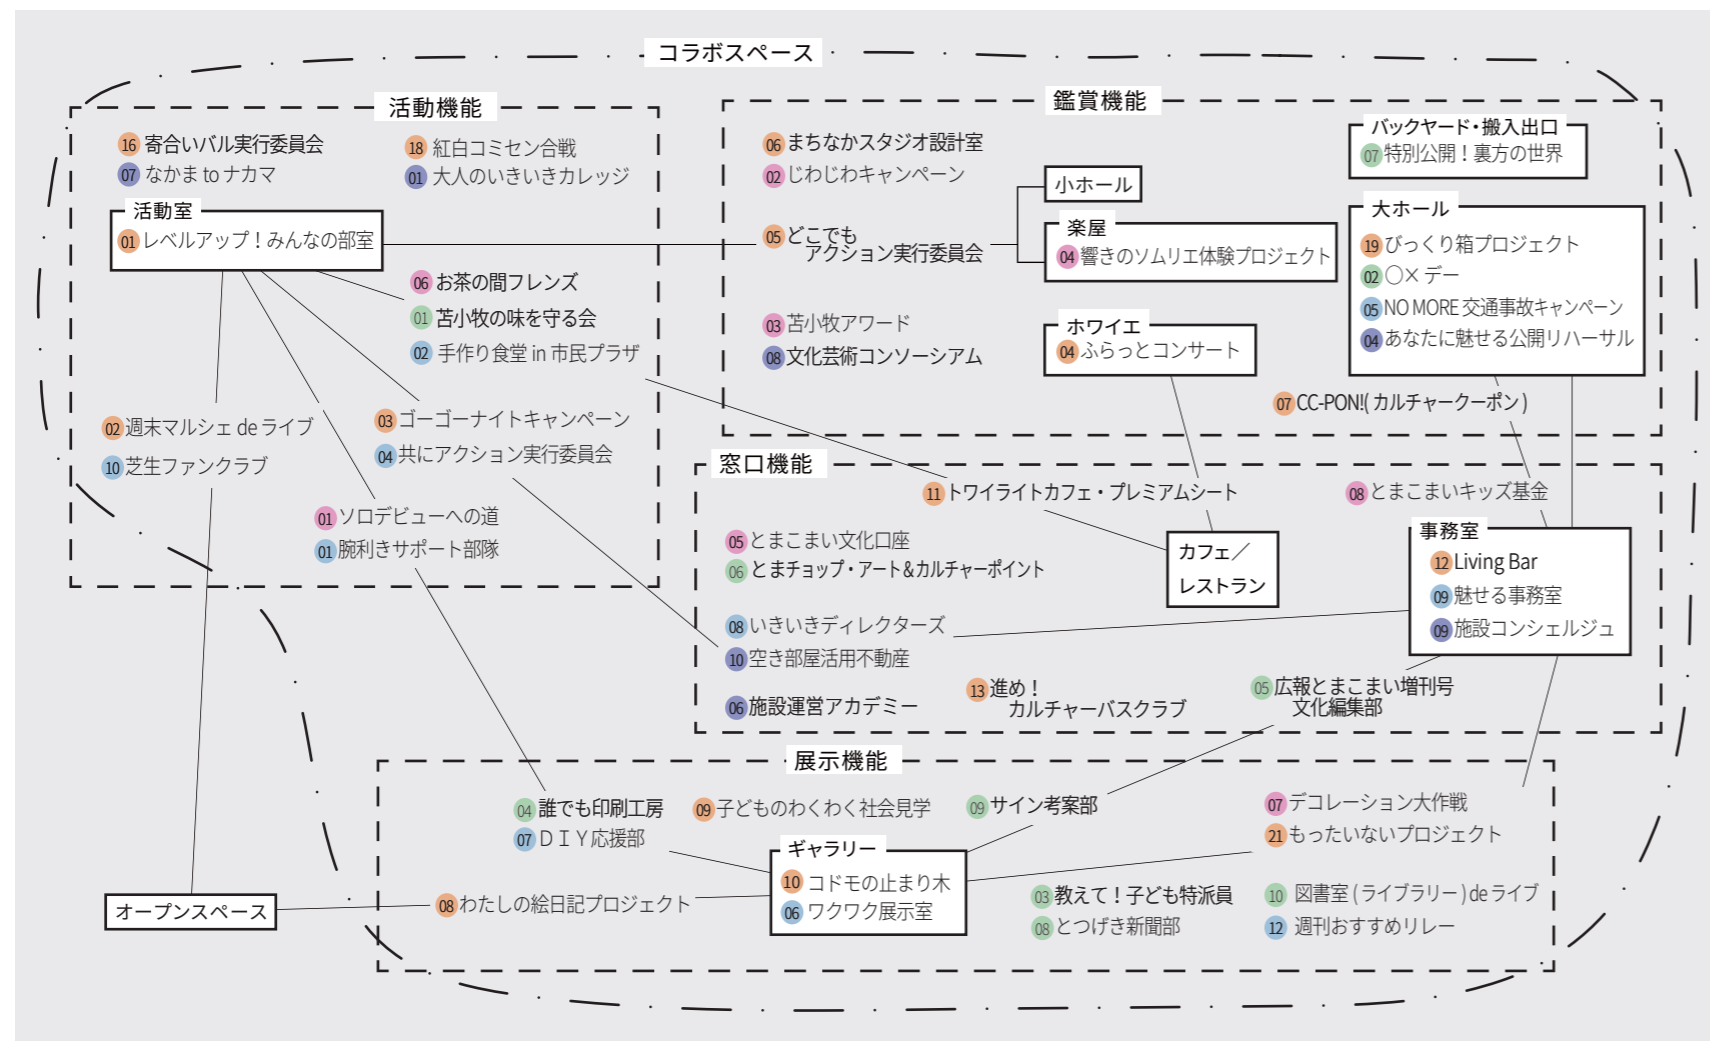 コラボスペース
活動機能
16 寄合いバル実行委員会
07 なかま to ナカマ
18 紅白コミセン合戦
01 大人のいきいきカレッジ
活動室
01 レベルアップ！みんなの部室
06 お茶の間フレンズ
01 苫小牧の味を守る会
02 手作り食堂 in 市民プラザ
02 週末マルシェ de ライブ
10 芝生ファンクラブ
03 ゴーゴーナイトキャンペーン
04 共にアクション実行委員会
01 ソロデビューへの道
01 腕利きサポート部隊
鑑賞機能
06 まちなかスタジオ設計室
02 じわじわキャンペーン
05 どこでも
アクション実行委員会
03 苫小牧アワード
08 文化芸術コンソーシアム
小ホール
楽屋
04 響きのソムリエ体験プロジェクト
ホワイエ
04 ふらっとコンサート
バックヤード・搬入出口
07 特別公開！裏方の世界
大ホール
19 びっくり箱プロジェクト
02 〇× デー
05 NO MORE 交通事故キャンペーン
04 あなたに魅せる公開リハーサル
07 CC-PON!( カルチャークーポン )
窓口機能
11 トワイライトカフェ・プレミアムシート
08 とまこまいキッズ基金
05 とまこまい文化口座
06 とまチョップ・アート＆カルチャーポイント
カフェ／
レストラン
事務室
12 Living Bar
09 魅せる事務室
09 施設コンシェルジュ
08 いきいきディレクターズ
10 空き部屋活用不動産
06 施設運営アカデミー
13 進め！
カルチャーバスクラブ
05 広報とまこまい増刊号
文化編集部
展示機能
04 誰でも印刷工房
07 ＤＩＹ応援部
09 子どものわくわく社会見学
09 サイン考案部
07 デコレーション大作戦
21 もったいないプロジェクト
ギャラリー
10 コドモの止まり木
06 ワクワク展示室
08 わたしの絵日記プロジェクト
オープンスペース
03 教えて！子ども特派員
08 とつげき新聞部
10 図書室 ( ライブラリー ) de ライブ
12 週刊おすすめリレー